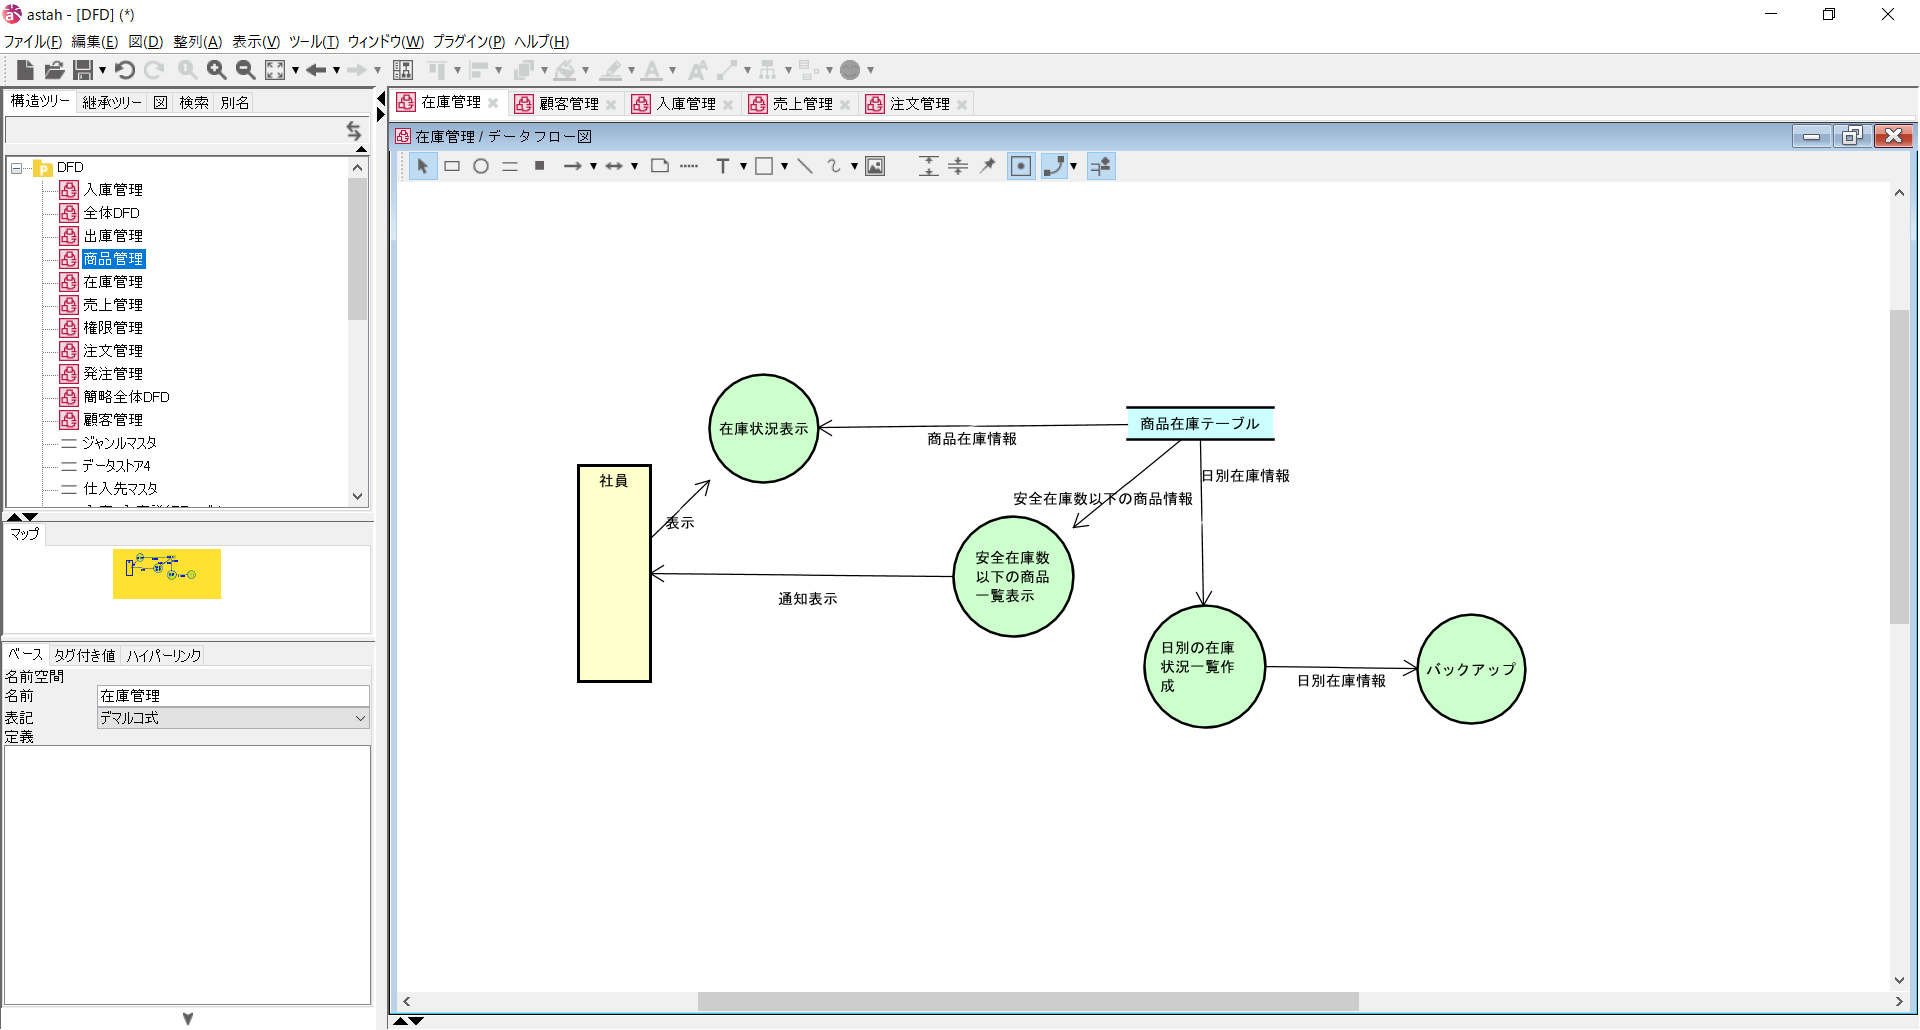 astah - [DFD] (*)
ファイル(F) 編集(E) 図(D) 整列(A) 表示(V) ツール(T) ウィンドウ(W) プラグイン(P) ヘルプ(H)
構造ツリー 継承ツリー 図 検索 別名
DFD
入庫管理
全体DFD
出庫管理
商品管理
在庫管理
売上管理
権限管理
注文管理
発注管理
簡略全体DFD
顧客管理
ジャンルマスタ
データストア4
仕入先マスタ
マップ
ベース タグ付き値 ハイパーリンク
名前空間
名前 在庫管理
表記 デマルコ式
定義
在庫管理 顧客管理 入庫管理 売上管理 注文管理
在庫管理 / データフロー図
在庫状況表示
商品在庫情報
商品在庫テーブル
社員
表示
日別在庫情報
安全在庫数以下の商品情報
安全在庫数
以下の商品
一覧表示
通知表示
日別の在庫
状況一覧作
成
日別在庫情報
バックアップ